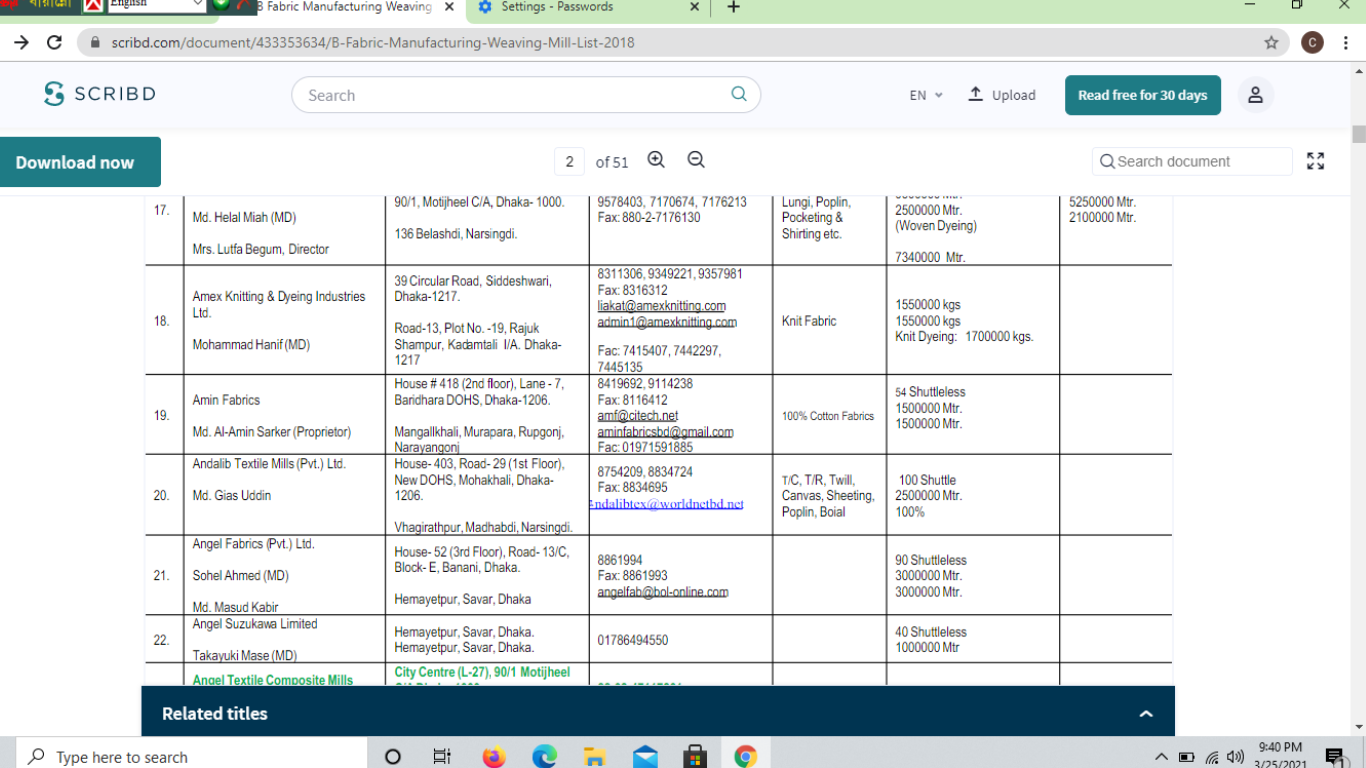 English
B Fabric Manufacturing Weaving
Settings - Passwords
scribd.com/document/433353634/B-Fabric-Manufacturing-Weaving-Mill-List-2018
SCRIBD
Search
EN
Upload
Read free for 30 days
Download now
2 of 51
Search document
17.
Md. Helal Miah (MD)
Mrs. Lutfa Begum, Director
90/1, Motijheel C/A, Dhaka- 1000.
136 Belashdi, Narsingdi.
9578403, 7170674, 7176213
Fax: 880-2-7176130
Lungi, Poplin,
Pocketing &
Shirting etc.
2500000 Mtr.
(Woven Dyeing)
7340000 Mtr.
5250000 Mtr.
2100000 Mtr.
18.
Amex Knitting & Dyeing Industries
Ltd.
Mohammad Hanif (MD)
39 Circular Road, Siddeshwari,
Dhaka-1217.
Road-13, Plot No. -19, Rajuk
Shampur, Kadamtali I/A. Dhaka-
1217
8311306, 9349221, 9357981
Fax: 8316312
liakat@amexknitting.com
admin1@amexknitting.com
Fac: 7415407, 7442297,
7445135
Knit Fabric
1550000 kgs
1550000 kgs
Knit Dyeing: 1700000 kgs.
19.
Amin Fabrics
Md. Al-Amin Sarker (Proprietor)
House # 418 (2nd floor), Lane - 7,
Baridhara DOHS, Dhaka-1206.
Mangallkhali, Murapara, Rupgonj,
Narayangonj
8419692, 9114238
Fax: 8116412
amf@citech.net
aminfabricsbd@gmail.com
Fac: 01971591885
100% Cotton Fabrics
54 Shuttleless
1500000 Mtr.
1500000 Mtr.
20.
Andalib Textile Mills (Pvt.) Ltd.
Md. Gias Uddin
House- 403, Road- 29 (1st Floor),
New DOHS, Mohakhali, Dhaka-
1206.
Vhagirathpur, Madhabdi, Narsingdi.
8754209, 8834724
Fax: 8834695
ndalibtex@worldnetbd.net
T/C, T/R, Twill,
Canvas, Sheeting,
Poplin, Boial
100 Shuttle
2500000 Mtr.
100%
21.
Angel Fabrics (Pvt.) Ltd.
Sohel Ahmed (MD)
Md. Masud Kabir
House- 52 (3rd Floor), Road- 13/C,
Block- E, Banani, Dhaka.
Hemayetpur, Savar, Dhaka
8861994
Fax: 8861993
angelfab@bol-online.com
90 Shuttleless
3000000 Mtr.
3000000 Mtr.
22.
Angel Suzukawa Limited
Takayuki Mase (MD)
Hemayetpur, Savar, Dhaka.
Hemayetpur, Savar, Dhaka.
01786494550
40 Shuttleless
1000000 Mtr
Angel Textile Composite Mills
City Centre (L-27), 90/1 Motijheel
Related titles
Type here to search
9:40 PM
3/25/2021